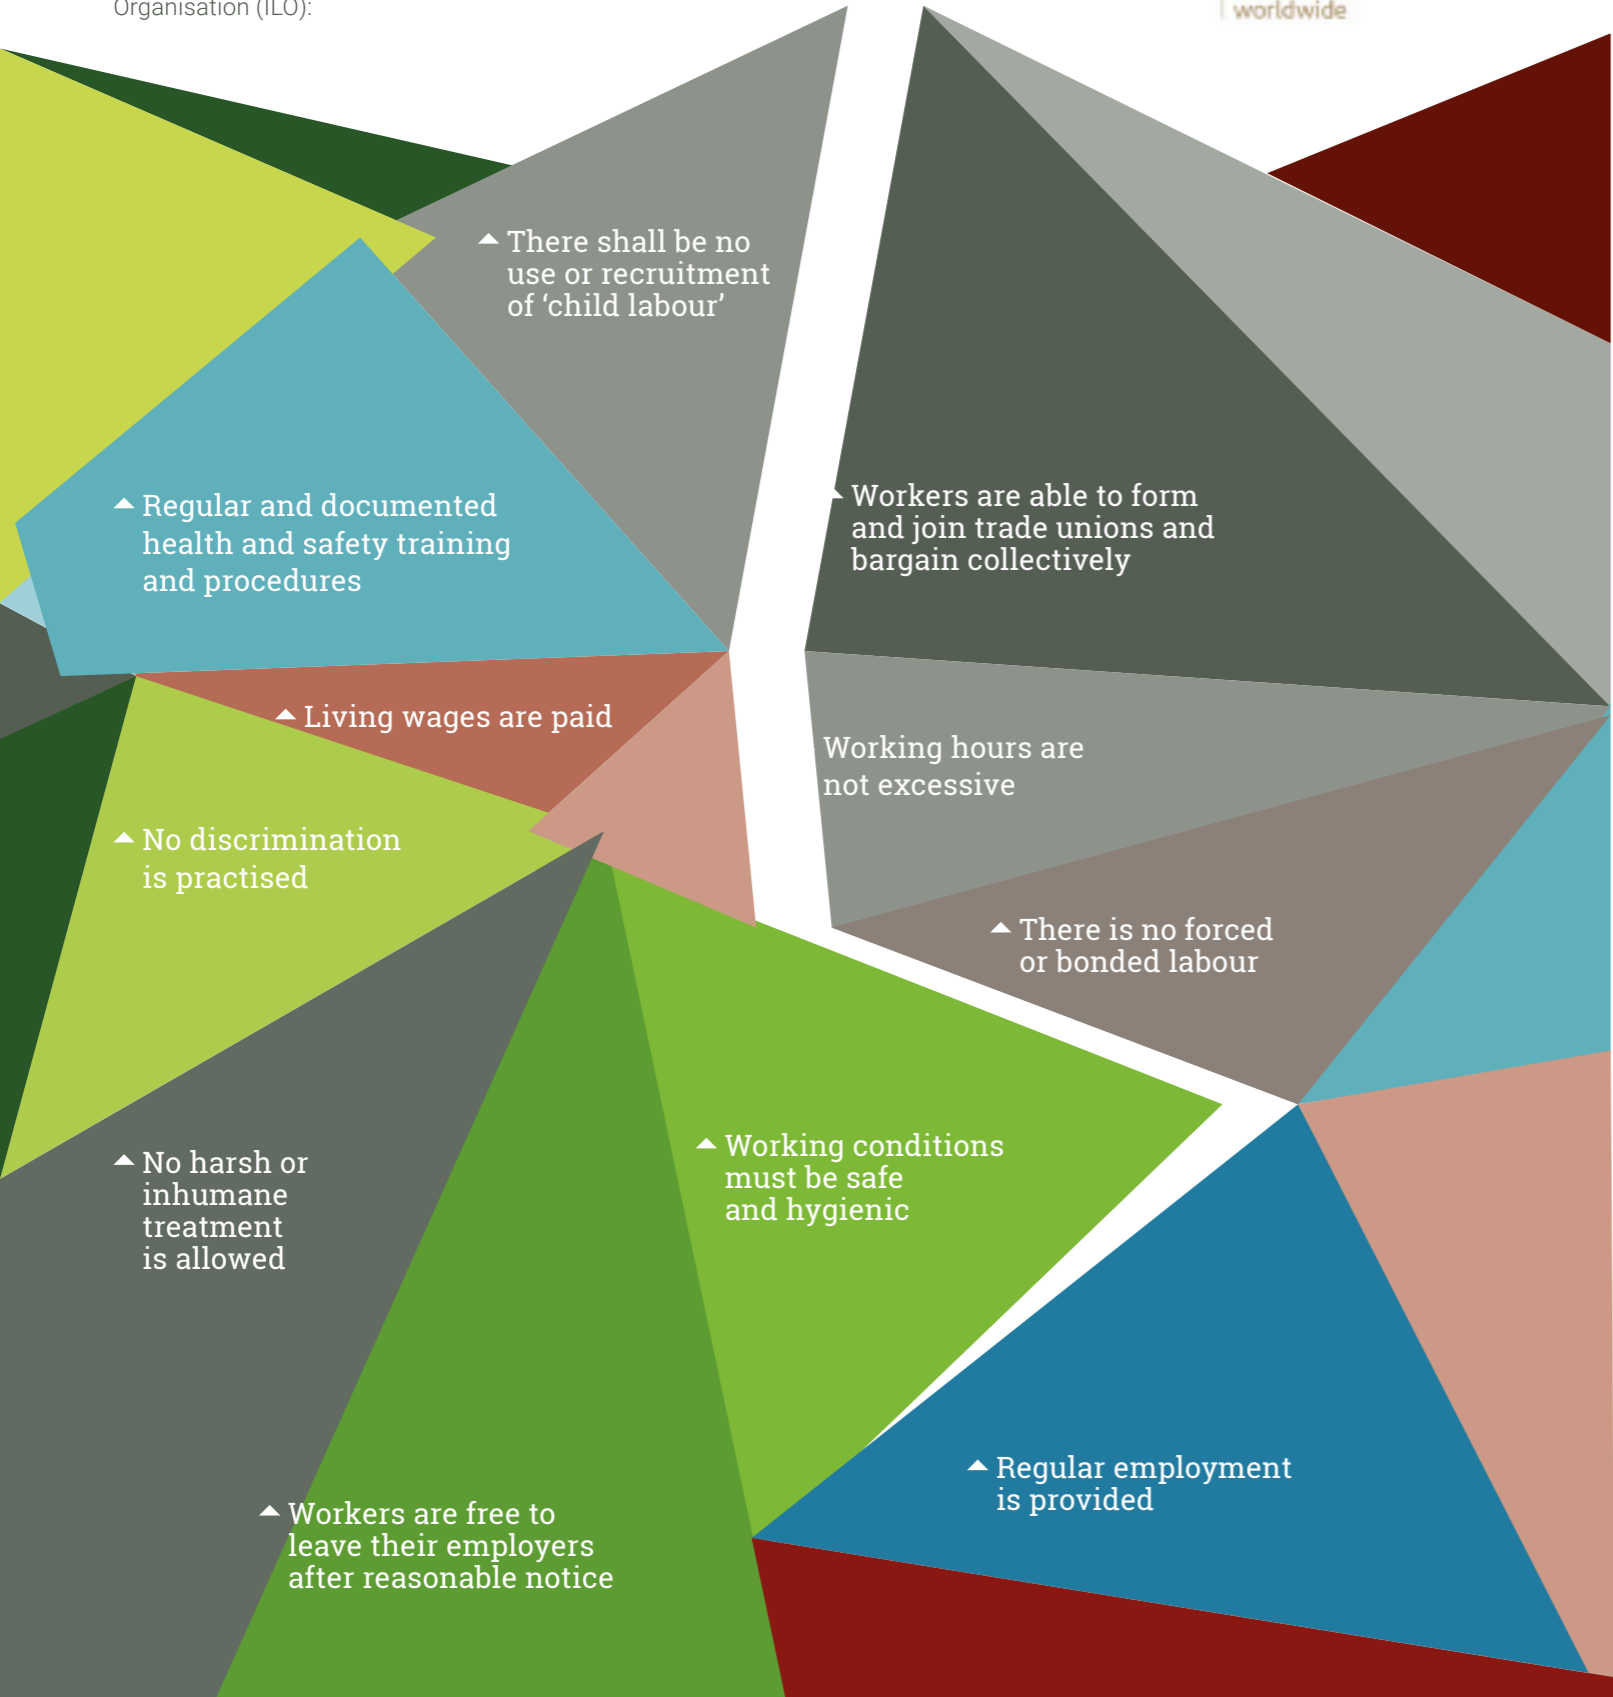 Organisation (ILO):
worldwide
There shall be no
use or recruitment
of ‘child labour’
Workers are able to form
and join trade unions and
bargain collectively
Regular and documented
health and safety training
and procedures
Living wages are paid
Working hours are
not excessive
No discrimination
is practised
There is no forced
or bonded labour
Working conditions
must be safe
and hygienic
No harsh or
inhumane
treatment
is allowed
Regular employment
is provided
Workers are free to
leave their employers
after reasonable notice